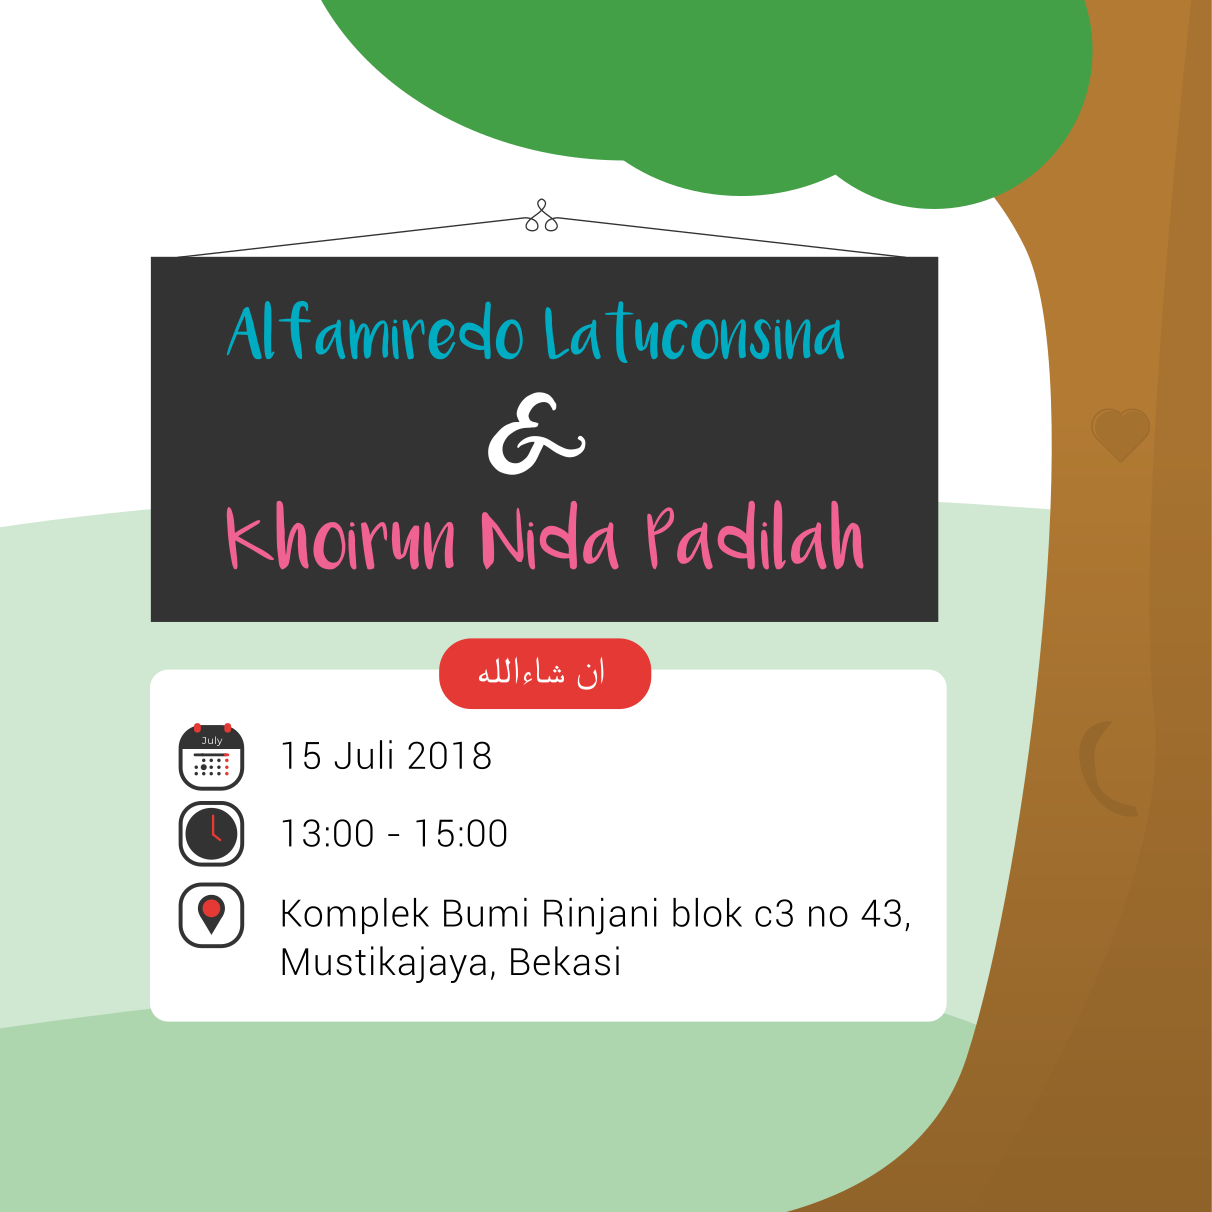 Alfamiredo Latuconsina
&
Khoirun Nida Padilah
ان شاءالله
July
15 Juli 2018
13:00 - 15:00
Komplek Bumi Rinjani blok c3 no 43,
Mustikajaya, Bekasi